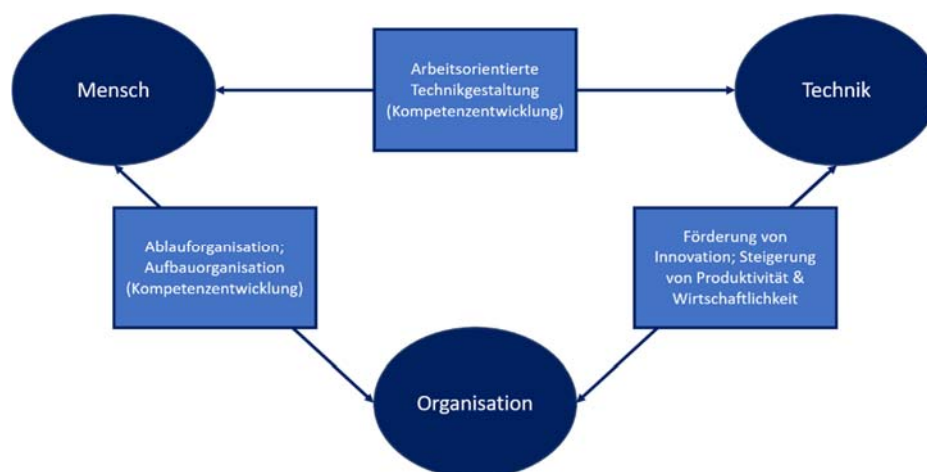 Mensch
Arbeitsorientierte
Technikgestaltung
(Kompetenzentwicklung)
Technik
Ablauforganisation;
Aufbauorganisation
(Kompetenzentwicklung)
Förderung von
Innovation; Steigerung
von Produktivität &
Wirtschaftlichkeit
Organisation